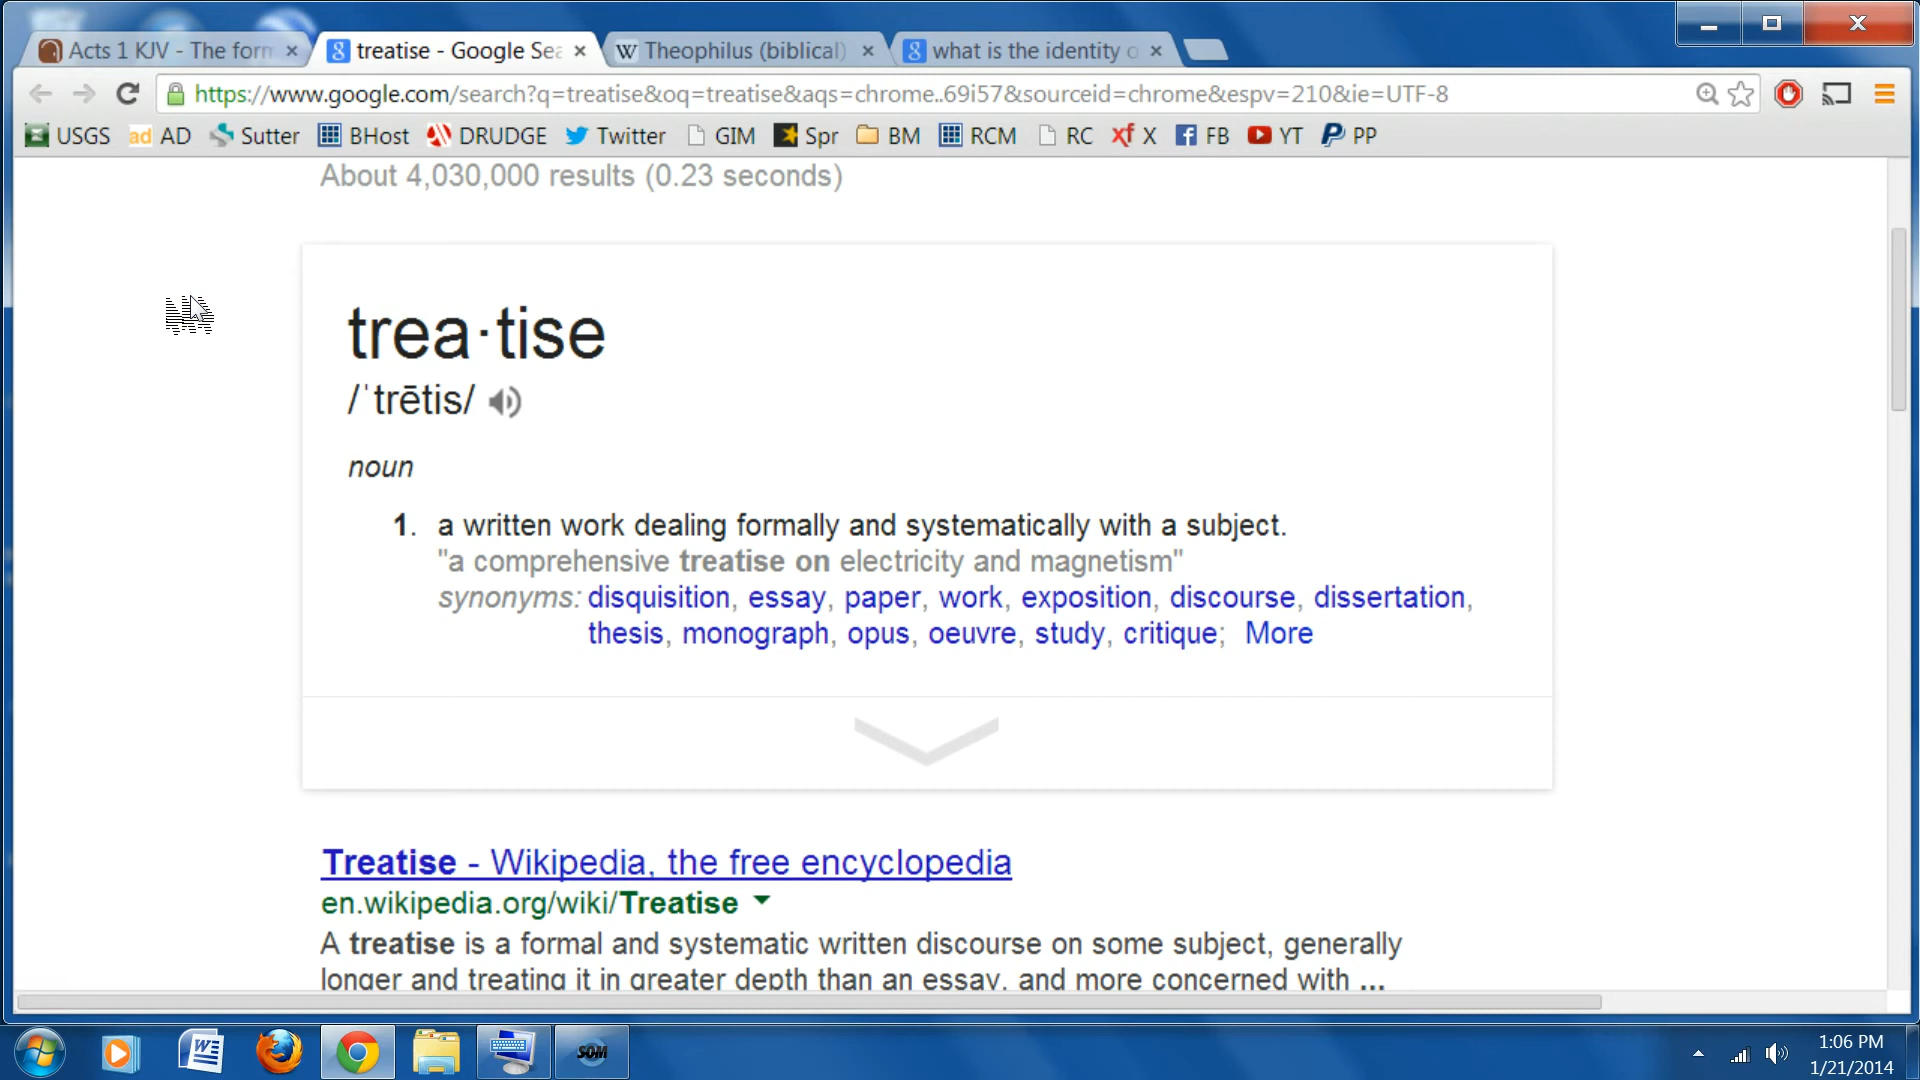 Acts 1 KJV - The forn
treatise - Google Sea
Theophilus (biblical)
what is the identity o
https://www.google.com/search?q=treatise&oq=treatise&aqs=chrome..69i57&sourceid=chrome&espv=210&ie=UTF-8
USGS ad AD Sutter BHost DRUDGE Twitter GIM Spr BM RCM RC xf X FB YT PP
About 4,030,000 results (0.23 seconds)
trea·tise
/ˈtrētis/
noun
1. a written work dealing formally and systematically with a subject.
"a comprehensive treatise on electricity and magnetism"
synonyms: disquisition, essay, paper, work, exposition, discourse, dissertation,
thesis, monograph, opus, oeuvre, study, critique; More
Treatise - Wikipedia, the free encyclopedia
en.wikipedia.org/wiki/Treatise
A treatise is a formal and systematic written discourse on some subject, generally
longer and treating it in greater depth than an essay, and more concerned with ...
SOM
1:06 PM
1/21/2014